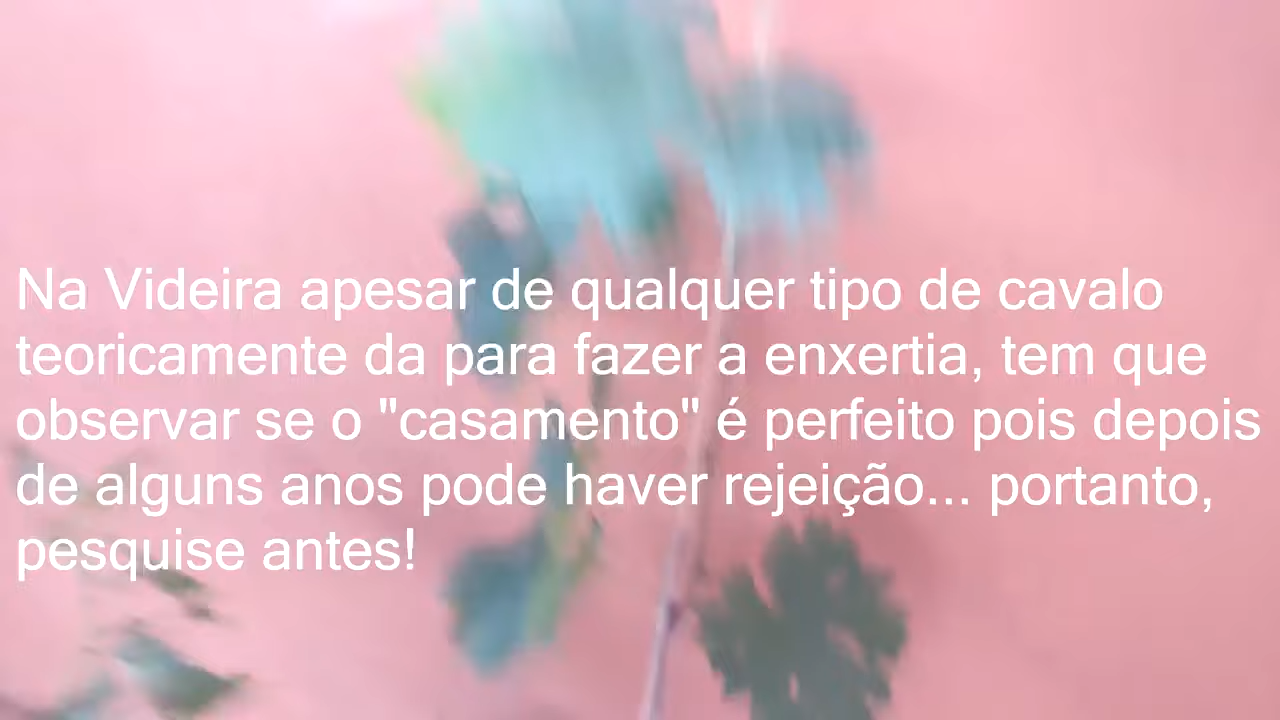 Na Videira apesar de qualquer tipo de cavalo
teoricamente da para fazer a enxertia, tem que
observar se o "casamento" é perfeito pois depois
de alguns anos pode haver rejeição... portanto,
pesquise antes!